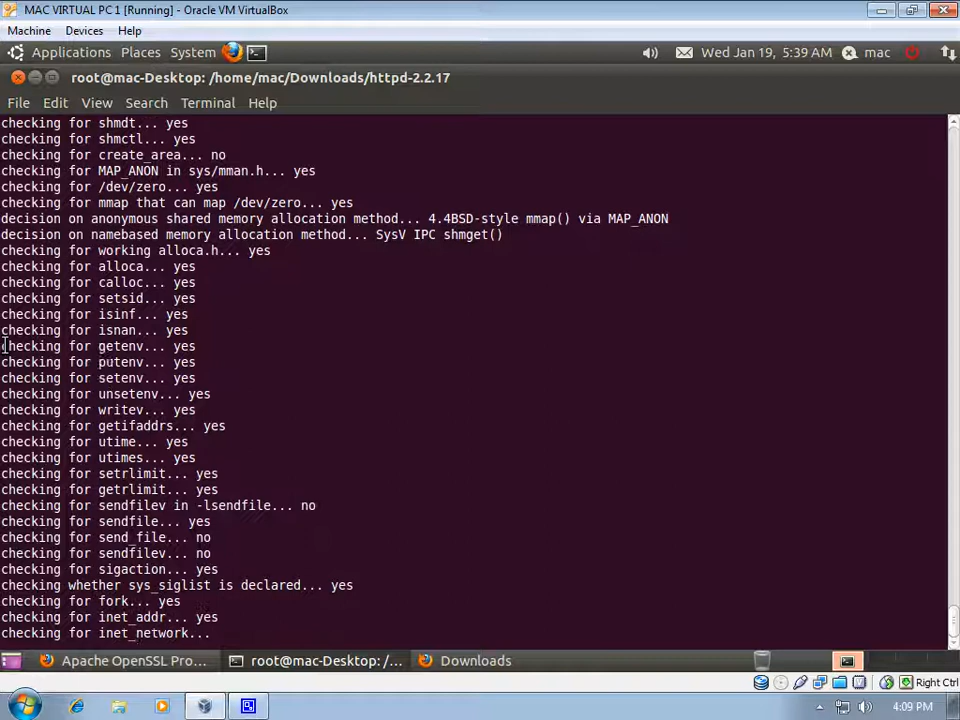 MAC VIRTUAL PC 1 [Running] - Oracle VM VirtualBox
Machine Devices Help
Applications Places System Wed Jan 19, 5:39 AM mac
root@mac-Desktop: /home/mac/Downloads/httpd-2.2.17
File Edit View Search Terminal Help
checking for shmdt... yes
checking for shmctl... yes
checking for create_area... no
checking for MAP_ANON in sys/mman.h... yes
checking for /dev/zero... yes
checking for mmap that can map /dev/zero... yes
decision on anonymous shared memory allocation method... 4.4BSD-style mmap() via MAP_ANON
decision on namebased memory allocation method... SysV IPC shmget()
checking for working alloca.h... yes
checking for alloca... yes
checking for calloc... yes
checking for setsid... yes
checking for isinf... yes
checking for isnan... yes
checking for getenv... yes
checking for putenv... yes
checking for setenv... yes
checking for unsetenv... yes
checking for writev... yes
checking for getifaddrs... yes
checking for utime... yes
checking for utimes... yes
checking for setrlimit... yes
checking for getrlimit... yes
checking for sendfilev in -lsendfile... no
checking for sendfile... yes
checking for send_file... no
checking for sendfilev... no
checking for sigaction... yes
checking whether sys_siglist is declared... yes
checking for fork... yes
checking for inet_addr... yes
checking for inet_network...
Apache OpenSSL Pro... root@mac-Desktop: /... Downloads
Right Ctrl
4:09 PM